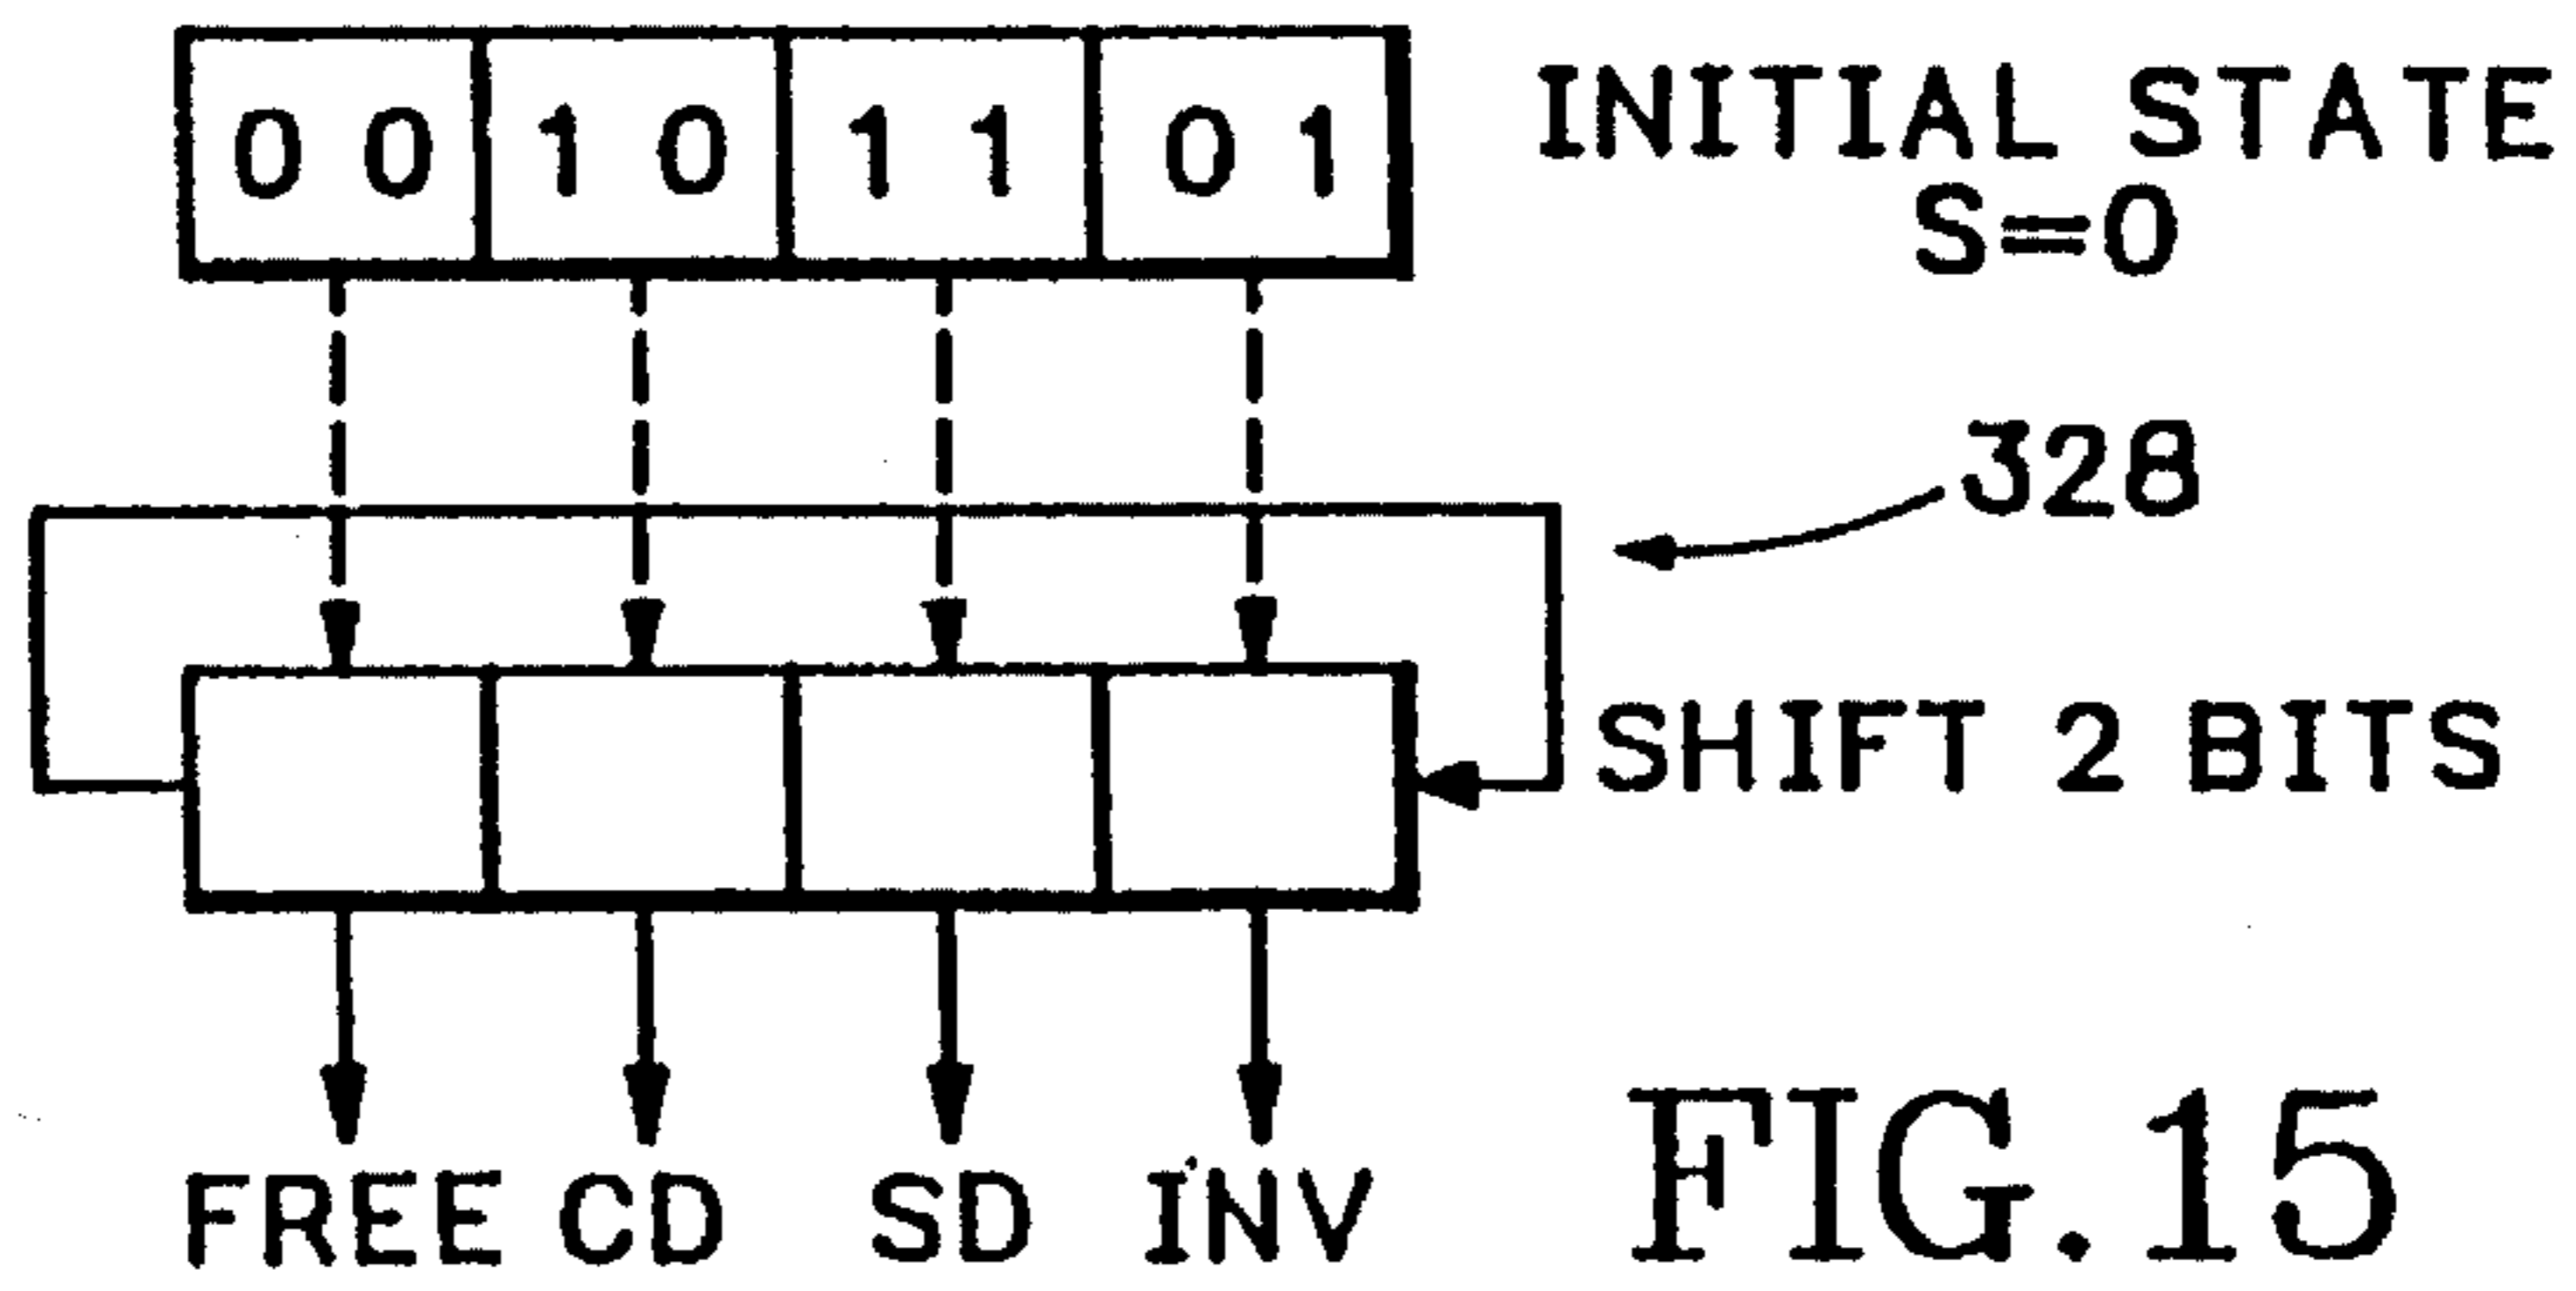 0 0 1 0 1 1 0 1 INITIAL STATE
S=0
328
SHIFT 2 BITS
FREE CD SD INV
FIG.15